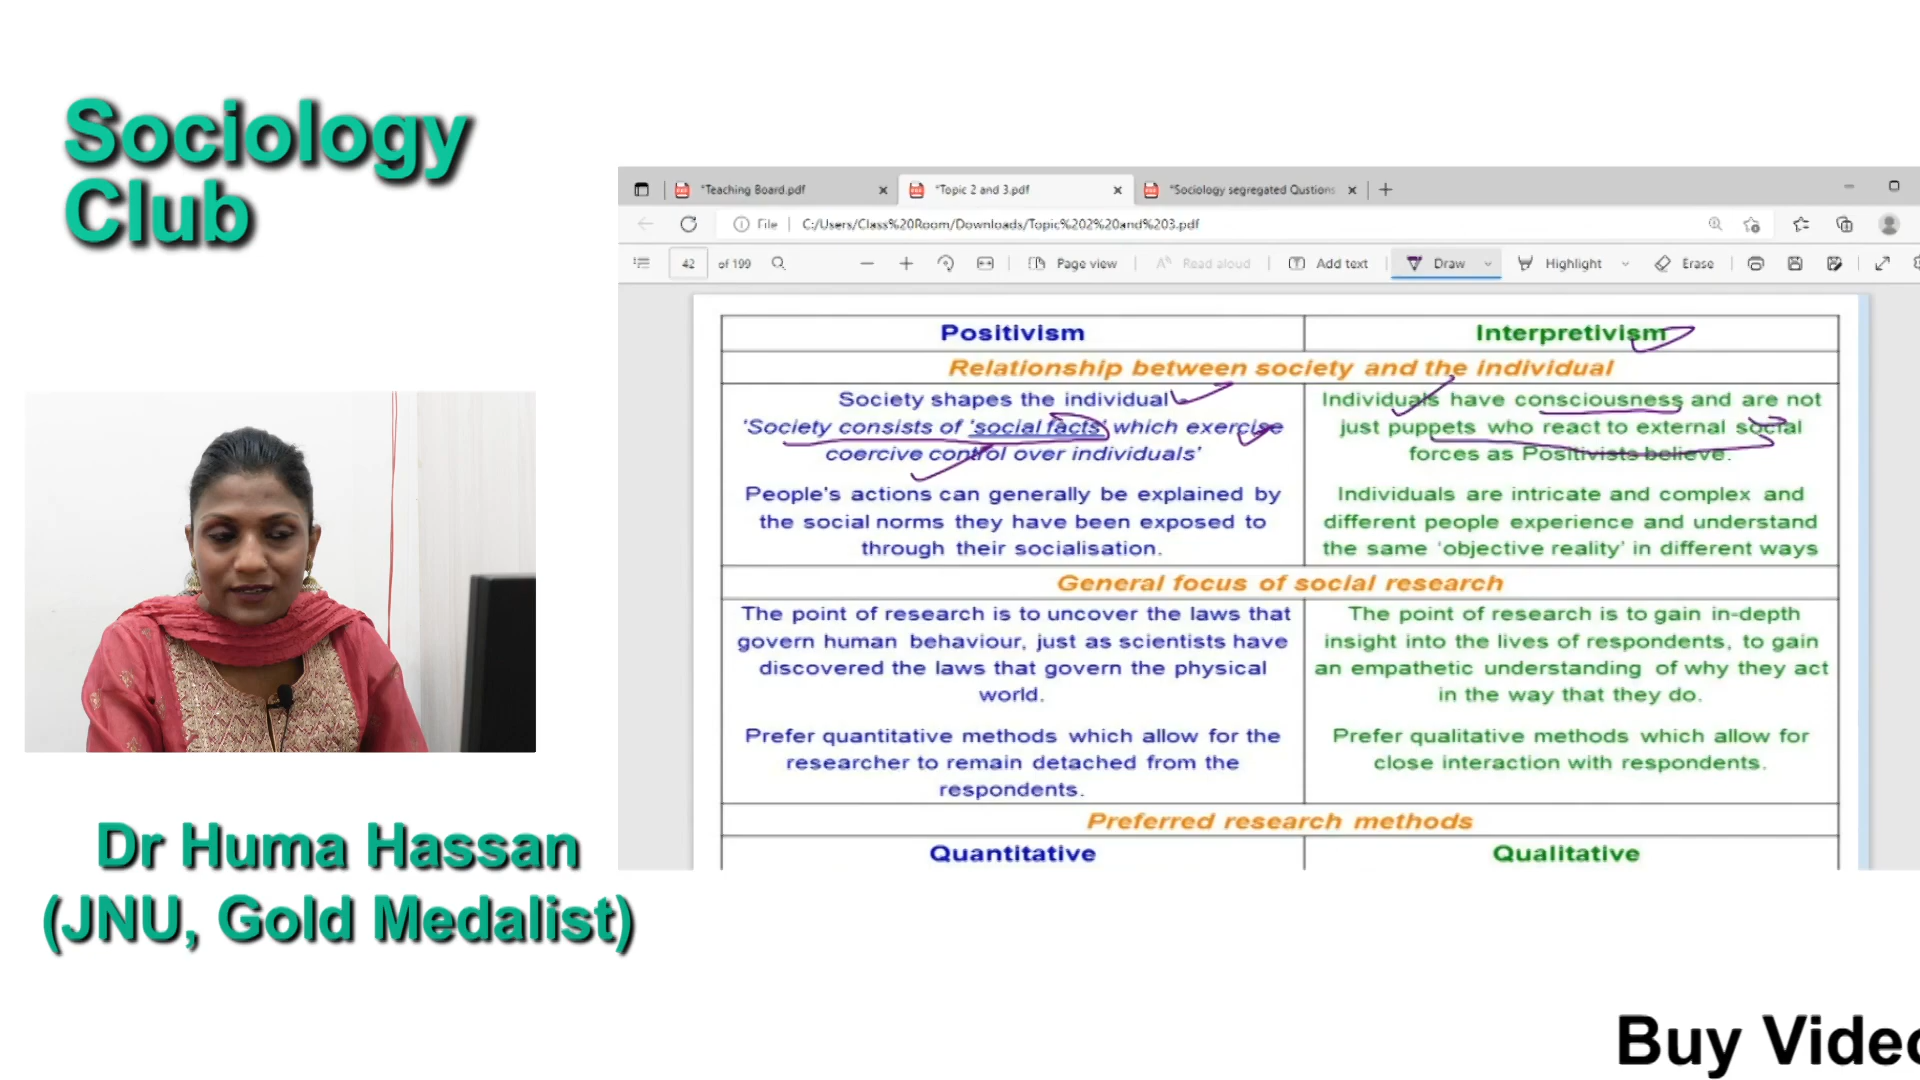 Sociology
Club
*Teaching Board.pdf
*Topic 2 and 3.pdf
*Sociology segregated Qustions
File
C:/Users/Class%20Room/Downloads/Topic%202%20and%203.pdf
42 of 199
Page view
Read aloud
Add text
Draw
Highlight
Erase
Positivism
Interpretivism
Relationship between society and the individual
Society shapes the individual
'Society consists of 'social facts' which exercise
coercive control over individuals'
People's actions can generally be explained by
the social norms they have been exposed to
through their socialisation.
Individuals have consciousness and are not
just puppets who react to external social
forces as Positivists believe.
Individuals are intricate and complex and
different people experience and understand
the same 'objective reality' in different ways
General focus of social research
The point of research is to uncover the laws that
govern human behaviour, just as scientists have
discovered the laws that govern the physical
world.
Prefer quantitative methods which allow for the
researcher to remain detached from the
respondents.
The point of research is to gain in-depth
insight into the lives of respondents, to gain
an empathetic understanding of why they act
in the way that they do.
Prefer qualitative methods which allow for
close interaction with respondents.
Preferred research methods
Quantitative
Qualitative
Dr Huma Hassan
(JNU, Gold Medalist)
Buy Video